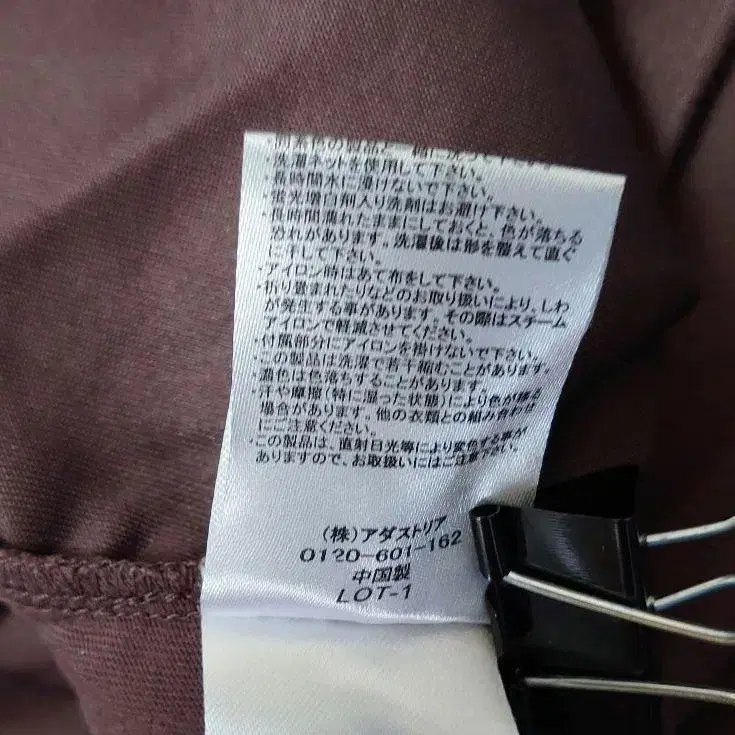 ・洗濯ネットを使用して下さい。
・長時間水に浸けないで下さい。
・蛍光増白剤入り洗剤はお避け下さい。
・長時間濡れたままにしておくと、色が落ちる
恐れがあります。洗濯後は形を整えて直ぐ
に干して下さい。
・アイロン時はあて布をして下さい。
・折り畳まれたりなどのお取り扱いにより、しわ
が発生する事があります。その際はスチーム
アイロンで軽減させてください。
・付属部分にアイロンを掛けないで下さい。
・この製品は洗濯で若干縮むことがあります。
濃色は色落ちすることがあります。
・汗や摩擦(特に湿った状態)により色が移る
場合があります。他の衣類との組み合わせ
にご注意ください。
・この製品は、直射日光等により変色する事が
ありますので、お取扱いにはご注意下さい。
(株)アダストリア
0120-601-162
中国製
LOT-1